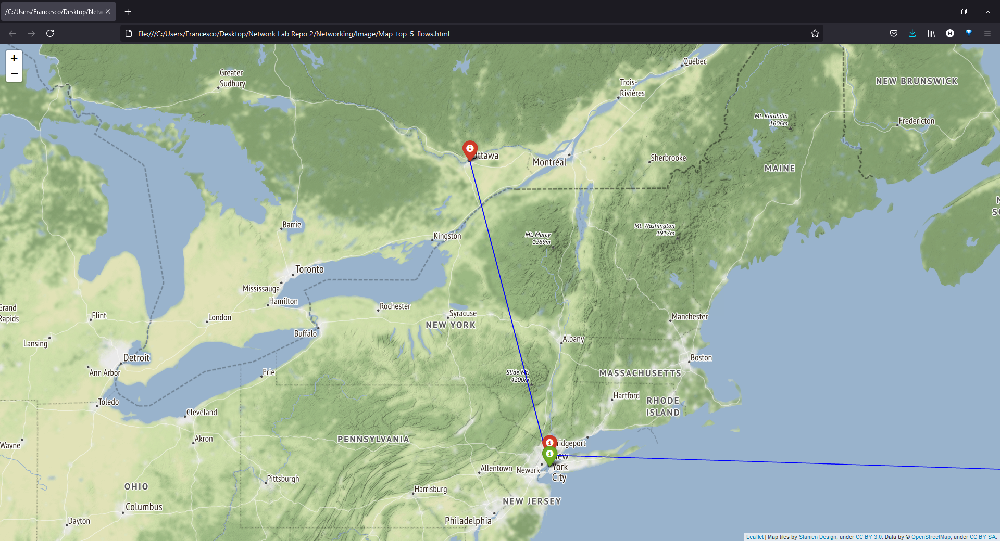 /C:/Users/Francesco/Desktop/Netw
file:///C:/Users/Francesco/Desktop/Network Lab Repo 2/Networking/Image/Map_top_5_flows.html
H
+
−
Greater
Sudbury
Québec
Trois-
Rivières
NEW BRUNSWICK
Mt. Katahdin
1606m
Fredericton
Ottawa
Montréal
Sherbrooke
MAINE
Barrie
Kingston
Mt. Marcy
1269m
Mt. Washington
1917m
Toronto
Mississauga
Hamilton
Rochester
Syracuse
NEW YORK
Grand
Rapids
Flint
London
Manchester
Buffalo
Albany
Lansing
Detroit
Boston
Ann Arbor
Erie
Slide Mt.
4200m
MASSACHUSETTS
Hartford
RHODE
ISLAND
Toledo
Cleveland
Akron
PENNSYLVANIA
ridgeport
Wayne
New
York
City
Allentown
Newark
Pittsburgh
OHIO
Harrisburg
NEW JERSEY
Columbus
Dayton
Philadelphia
Leaflet | Map tiles by Stamen Design, under CC BY 3.0. Data by © OpenStreetMap, under CC BY SA.